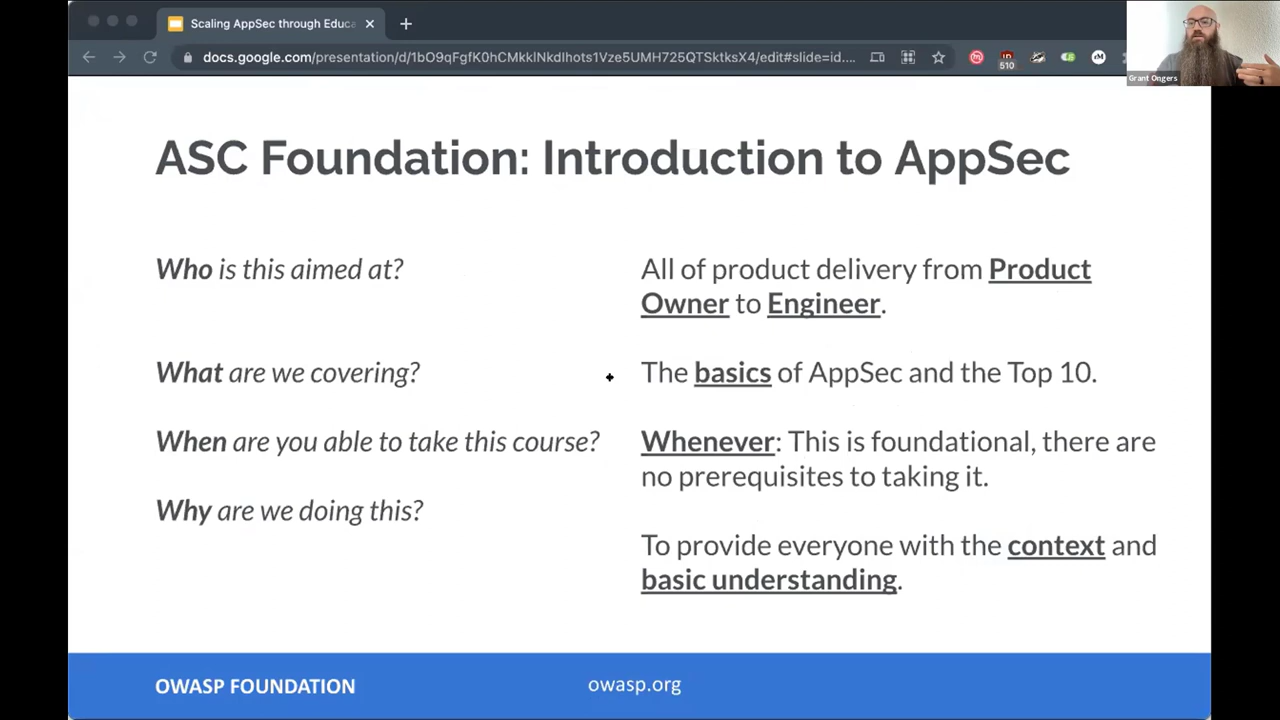 Scaling AppSec through Educa
docs.google.com/presentation/d/1bO9qFgfK0hCMkklNkdlhots1Vze5UMH725QTSktksX4/edit#slide=id....
510
Grant Ongers
ASC Foundation: Introduction to AppSec
Who is this aimed at?
All of product delivery from Product
Owner to Engineer.
What are we covering?
The basics of AppSec and the Top 10.
When are you able to take this course?
Whenever: This is foundational, there are
no prerequisites to taking it.
Why are we doing this?
To provide everyone with the context and
basic understanding.
OWASP FOUNDATION
owasp.org